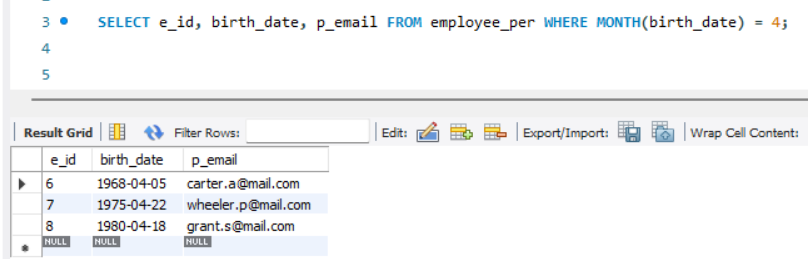 3 SELECT e_id, birth_date, p_email FROM employee_per WHERE MONTH(birth_date) = 4;
4
5
Result Grid Filter Rows: Edit: Export/Import: Wrap Cell Content:
e_id birth_date p_email
6 1968-04-05 carter.a@mail.com
7 1975-04-22 wheeler.p@mail.com
8 1980-04-18 grant.s@mail.com
NULL NULL NULL